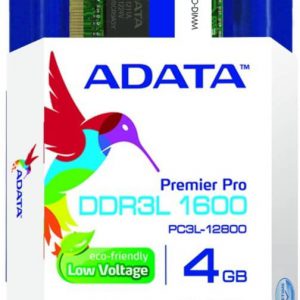 ADATA
Premier Pro
DDR3L 1600
PC3L-12800
eco-friendly
Low Voltage
4GB
ADATA